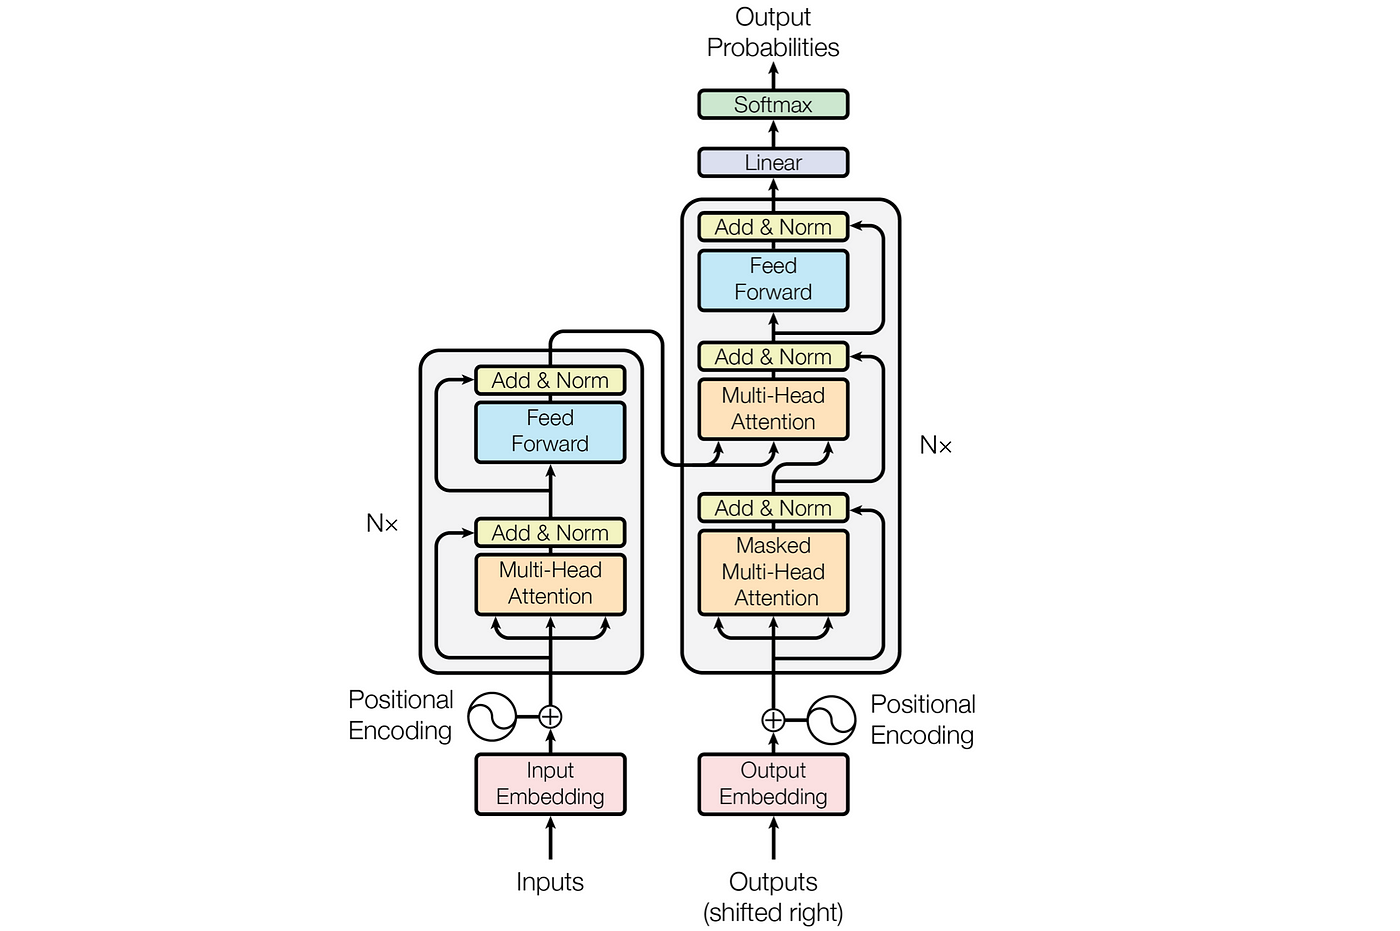 Output
Probabilities
Softmax
Linear
Add & Norm
Feed
Forward
Add & Norm
Multi-Head
Attention
N×
Add & Norm
Masked
Multi-Head
Attention
Add & Norm
Feed
Forward
N×
Add & Norm
Multi-Head
Attention
Positional
Encoding
Positional
Encoding
Input
Embedding
Output
Embedding
Inputs
Outputs
(shifted right)